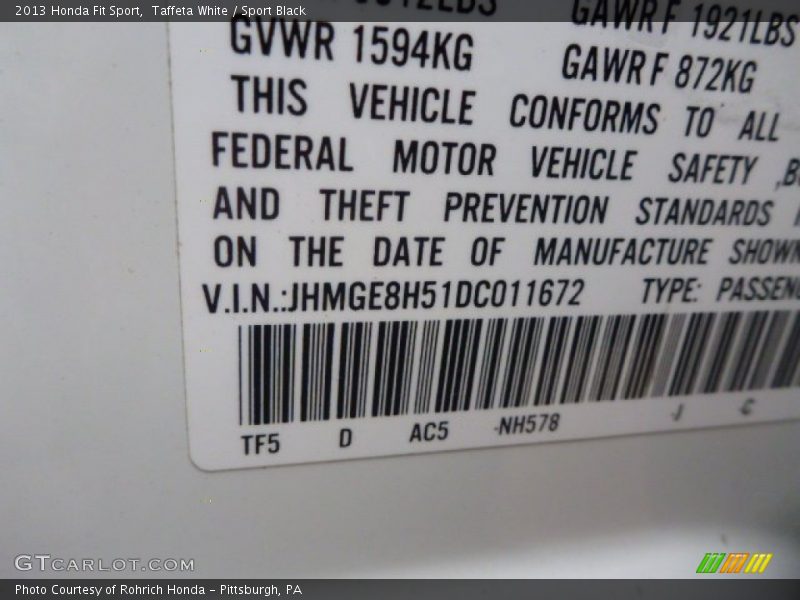 2013 Honda Fit Sport,  Taffeta White / Sport Black
GAWR F 1921LBS
GVWR 1594KG GAWR F 872KG
THIS VEHICLE CONFORMS TO ALL
FEDERAL MOTOR VEHICLE SAFETY ,B
AND THEFT PREVENTION STANDARDS
ON THE DATE OF MANUFACTURE SHOWN
V.I.N.:JHMGE8H51DC011672 TYPE: PASSEN
TF5 D AC5 -NH578 J C
GTCARLOT.COM
Photo Courtesy of Rohrich Honda – Pittsburgh, PA